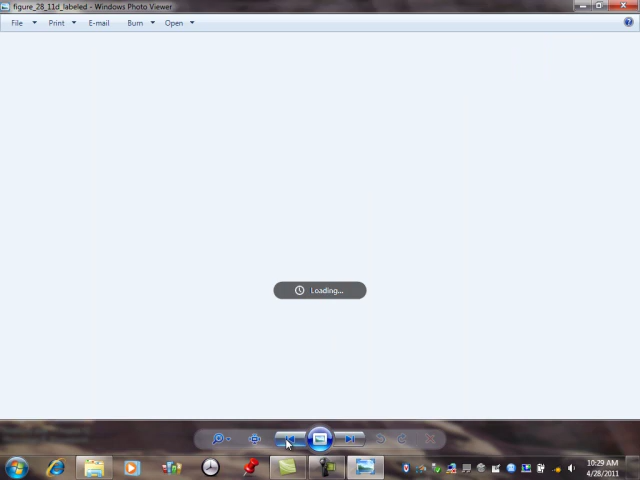 figure_28_11d_labeled - Windows Photo Viewer
File Print E-mail Burn Open
Loading...
10:29 AM
4/28/2011